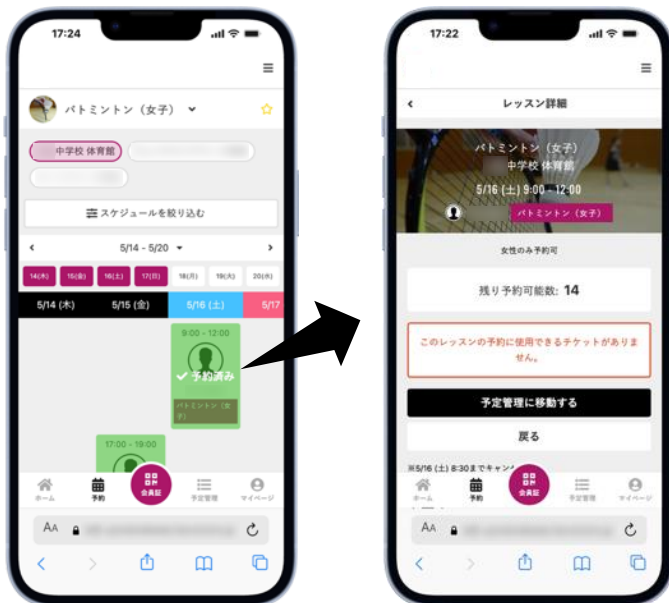 17:24
バトミントン（女子）
中学校 体育館
スケジュールを絞り込む
5/14 - 5/20
14(木) 15(金) 16(土) 17(日) 18(月) 19(火) 20(水)
5/14 (木) 5/15 (金) 5/16 (土) 5/17
9:00 - 12:00
予約済み
バトミントン（女
子）
17:00 - 19:00
ホーム 予約 会員証 予定管理 マイページ
AA
17:22
レッスン詳細
バトミントン（女子）
中学校 体育館
5/16 (土) 9:00 - 12:00
バトミントン（女子）
女性のみ予約可
残り予約可能数: 14
このレッスンの予約に使用できるチケットがありま
せん。
予定管理に移動する
戻る
※5/16 (土) 8:30までキャン
ホーム 予約 会員証 予定管理 マイページ
AA